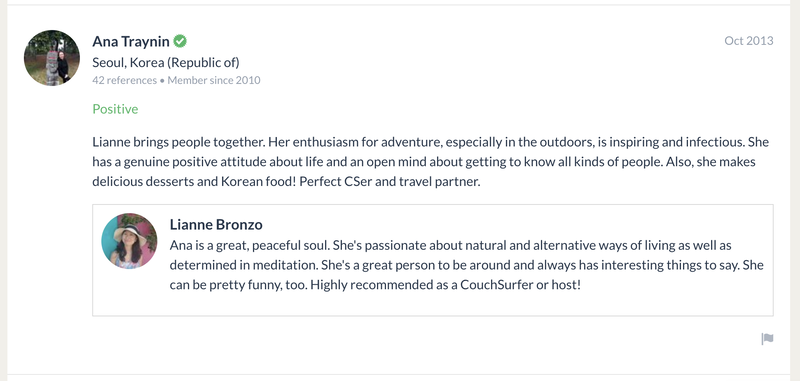 Ana Traynin
Oct 2013
Seoul, Korea (Republic of)
42 references • Member since 2010
Positive
Lianne brings people together. Her enthusiasm for adventure, especially in the outdoors, is inspiring and infectious. She
has a genuine positive attitude about life and an open mind about getting to know all kinds of people. Also, she makes
delicious desserts and Korean food! Perfect CSer and travel partner.
Lianne Bronzo
Ana is a great, peaceful soul. She's passionate about natural and alternative ways of living as well as
determined in meditation. She's a great person to be around and always has interesting things to say. She
can be pretty funny, too. Highly recommended as a CouchSurfer or host!